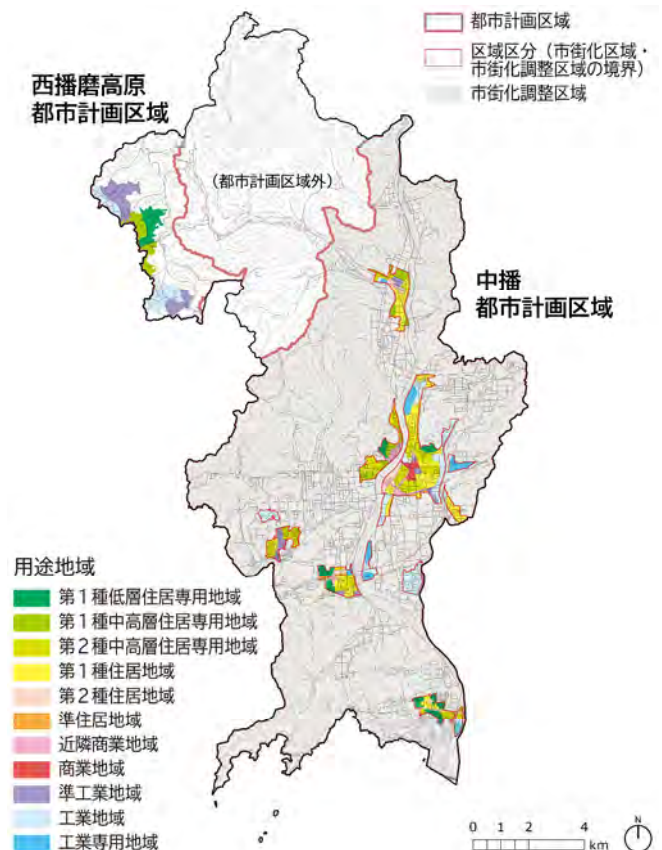 都市計画区域
区域区分（市街化区域・
市街化調整区域の境界）
市街化調整区域
西播磨高原
都市計画区域
（都市計画区域外）
中播
都市計画区域
用途地域
第１種低層住居専用地域
第１種中高層住居専用地域
第２種中高層住居専用地域
第１種住居地域
第２種住居地域
準住居地域
近隣商業地域
商業地域
準工業地域
工業地域
工業専用地域
0 1 2 4
km
N